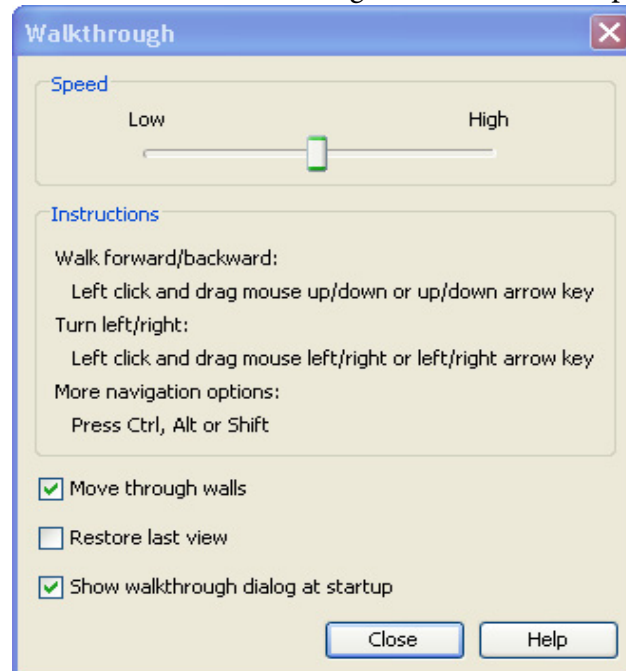 Walkthrough
Speed
Low High
Instructions
Walk forward/backward:
Left click and drag mouse up/down or up/down arrow key
Turn left/right:
Left click and drag mouse left/right or left/right arrow key
More navigation options:
Press Ctrl, Alt or Shift
Move through walls
Restore last view
Show walkthrough dialog at startup
Close Help